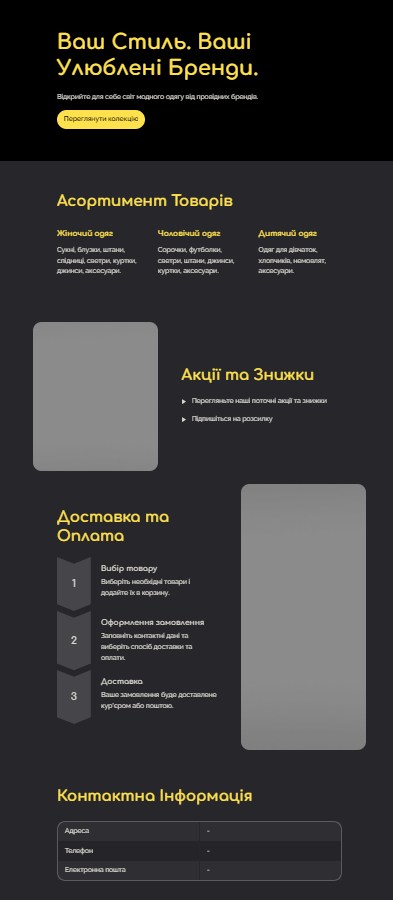 Ваш Стиль. Ваші
Улюблені Бренди.
Відкрийте для себе світ модного одягу від провідних брендів.
Переглянути колекцію
Асортимент Товарів
Жіночий одяг
Сукні, блузки, штани,
спідниці, светри, куртки,
джинси, аксесуари.
Чоловічий одяг
Сорочки, футболки,
светри, штани, джинси,
куртки, аксесуари.
Дитячий одяг
Одяг для дівчаток,
хлопчиків, немовлят,
аксесуари.
Акції та Знижки
Перегляньте наші поточні акції та знижки
Підпишіться на розсилку
Доставка та
Оплата
1
Вибір товару
Виберіть необхідні товари і
додайте їх в корзину.
2
Оформлення замовлення
Заповніть контактні дані та
виберіть спосіб доставки та
оплати.
3
Доставка
Ваше замовлення буде доставлене
кур'єром або поштою.
Контактна Інформація
Адреса -
Телефон -
Електронна пошта -